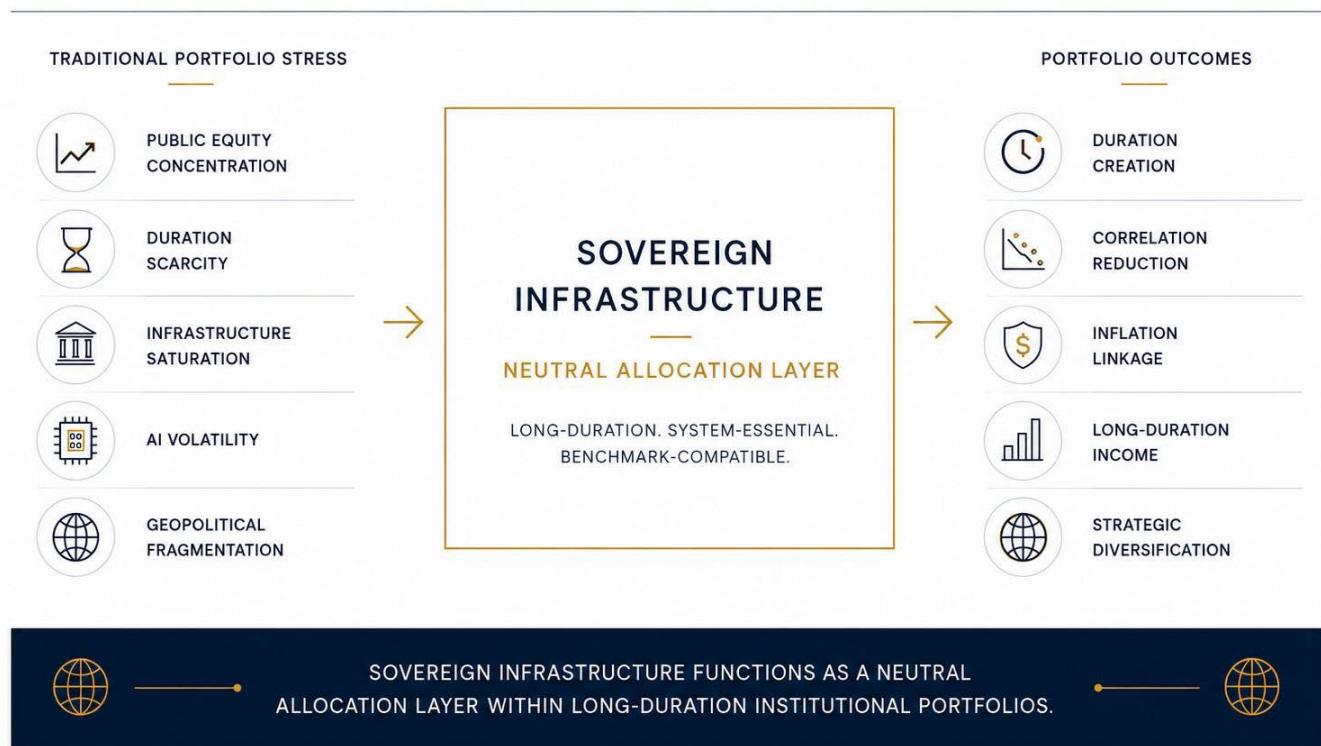 TRADITIONAL PORTFOLIO STRESS
PUBLIC EQUITY
CONCENTRATION
DURATION
SCARCITY
INFRASTRUCTURE
SATURATION
AI VOLATILITY
GEOPOLITICAL
FRAGMENTATION
SOVEREIGN
INFRASTRUCTURE
NEUTRAL ALLOCATION LAYER
LONG-DURATION. SYSTEM-ESSENTIAL.
BENCHMARK-COMPATIBLE.
PORTFOLIO OUTCOMES
DURATION
CREATION
CORRELATION
REDUCTION
$
INFLATION
LINKAGE
LONG-DURATION
INCOME
STRATEGIC
DIVERSIFICATION
SOVEREIGN INFRASTRUCTURE FUNCTIONS AS A NEUTRAL
ALLOCATION LAYER WITHIN LONG-DURATION INSTITUTIONAL PORTFOLIOS.